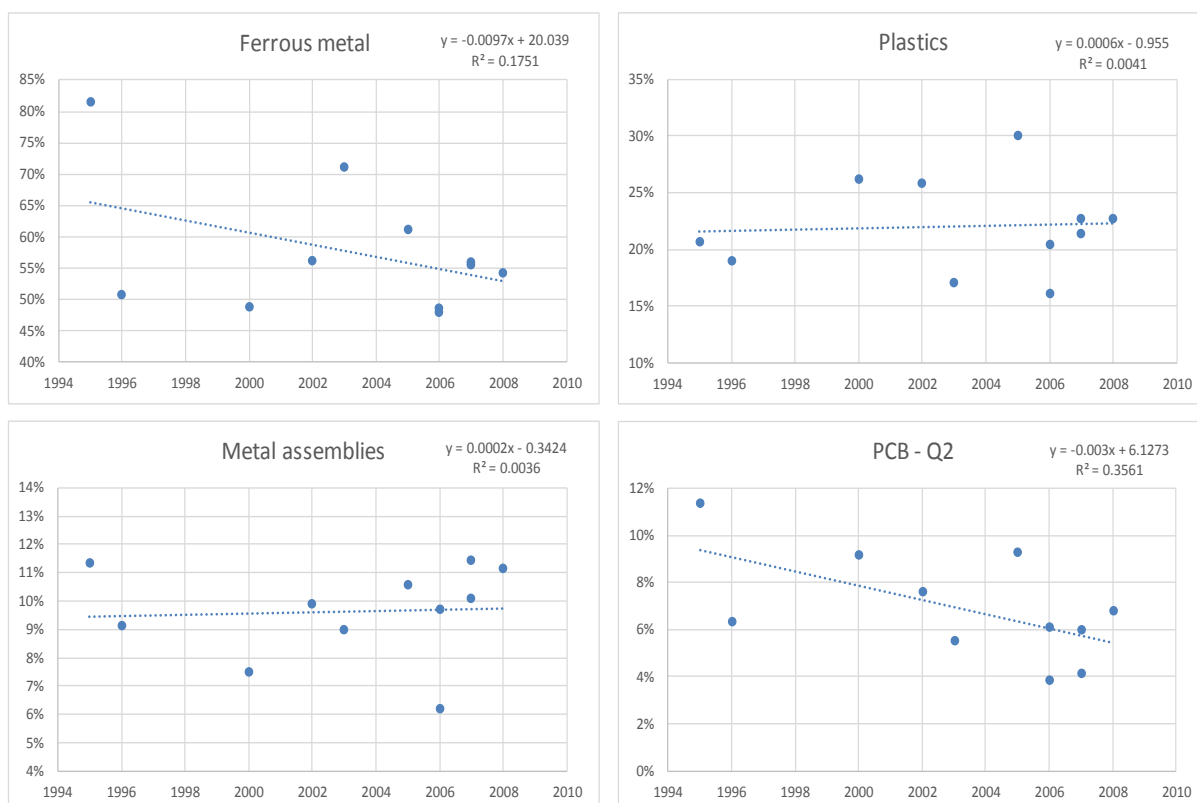 Ferrous metal
y = -0.0097x + 20.039
R² = 0.1751
85%
80%
75%
70%
65%
60%
55%
50%
45%
40%
1994 1996 1998 2000 2002 2004 2006 2008 2010
Plastics
y = 0.0006x - 0.955
R² = 0.0041
35%
30%
25%
20%
15%
10%
1994 1996 1998 2000 2002 2004 2006 2008 2010
Metal assemblies
y = 0.0002x - 0.3424
R² = 0.0036
14%
13%
12%
11%
10%
9%
8%
7%
6%
5%
4%
1994 1996 1998 2000 2002 2004 2006 2008 2010
PCB - Q2
y = -0.003x + 6.1273
R² = 0.3561
12%
10%
8%
6%
4%
2%
0%
1994 1996 1998 2000 2002 2004 2006 2008 2010